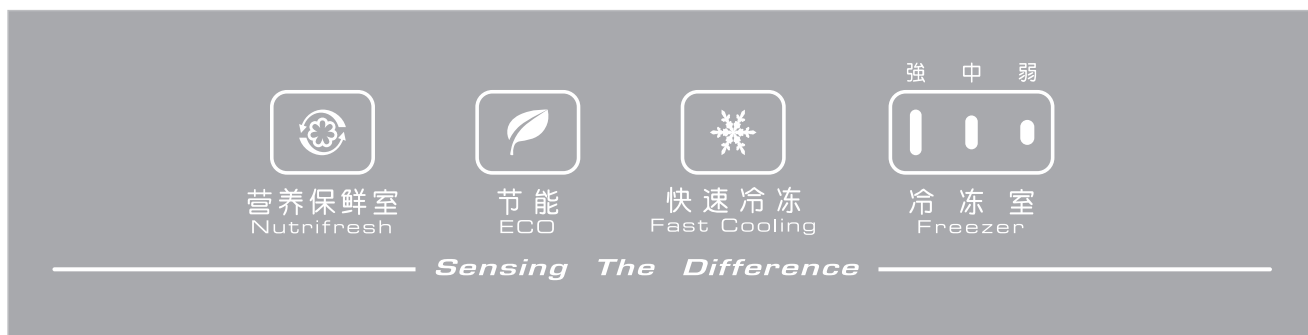 強 中 弱
营养保鲜室 节能 快速冷冻 冷冻室
Nutrifresh ECO Fast Cooling Freezer
Sensing The Difference